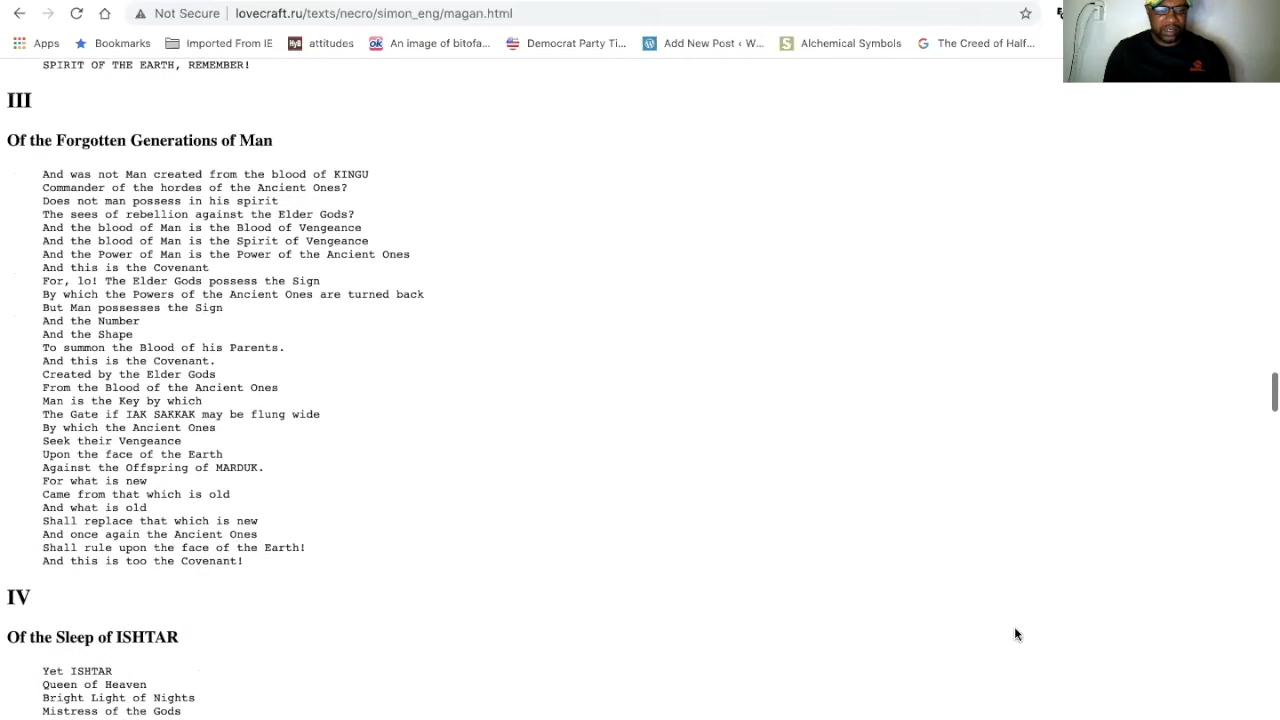 Not Secure
lovecraft.ru/texts/necro/simon_eng/magan.html
Apps
Bookmarks
Imported From IE
HyB
attitudes
ok
An image of bitofa...
Democrat Party Ti...
Add New Post ‹ W...
S
Alchemical Symbols
G
The Creed of Half...
SPIRIT OF THE EARTH, REMEMBER!
III
Of the Forgotten Generations of Man
And was not Man created from the blood of KINGU
Commander of the hordes of the Ancient Ones?
Does not man possess in his spirit
The sees of rebellion against the Elder Gods?
And the blood of Man is the Blood of Vengeance
And the blood of Man is the Spirit of Vengeance
And the Power of Man is the Power of the Ancient Ones
And this is the Covenant
For, lo! The Elder Gods possess the Sign
By which the Powers of the Ancient Ones are turned back
But Man possesses the Sign
And the Number
And the Shape
To summon the Blood of his Parents.
And this is the Covenant.
Created by the Elder Gods
From the Blood of the Ancient Ones
Man is the Key by which
The Gate if IAK SAKKAK may be flung wide
By which the Ancient Ones
Seek their Vengeance
Upon the face of the Earth
Against the Offspring of MARDUK.
For what is new
Came from that which is old
And what is old
Shall replace that which is new
And once again the Ancient Ones
Shall rule upon the face of the Earth!
And this is too the Covenant!
IV
Of the Sleep of ISHTAR
Yet ISHTAR
Queen of Heaven
Bright Light of Nights
Mistress of the Gods